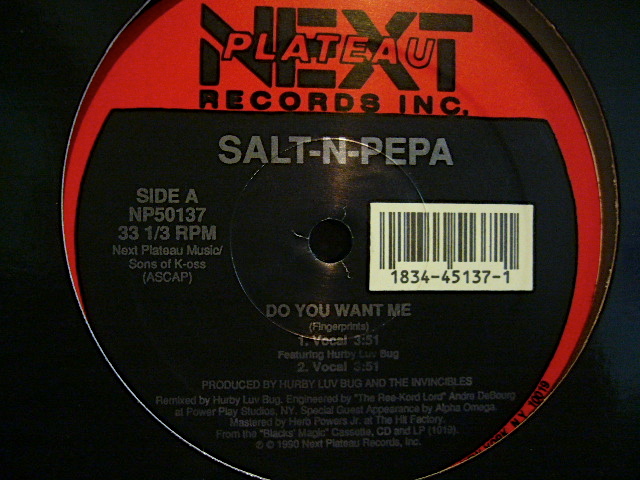 NEXT
PLATEAU
RECORDS INC.
SALT-N-PEPA
SIDE A
NP50137
33 1/3 RPM
Next Plateau Music/
Sons of K-oss
(ASCAP)
1834-45137-1
DO YOU WANT ME
(Fingerprints)
1. Vocal 3:51
Featuring Hurby Luv Bug
2. Vocal 3:51
PRODUCED BY HURBY LUV BUG AND THE INVINCIBLES
Remixed by Hurby Luv Bug. Engineered by "The Ree-Kord Lord" Andre DeBourg
at Power Play Studios, NY. Special Guest Appearance by Alpha Omega.
Mastered by Herb Powers Jr. at The Hit Factory.
From the "Blacks' Magic" Cassette, CD and LP (1019).
℗ © 1990 Next Plateau Records, Inc.
N.Y. 10019